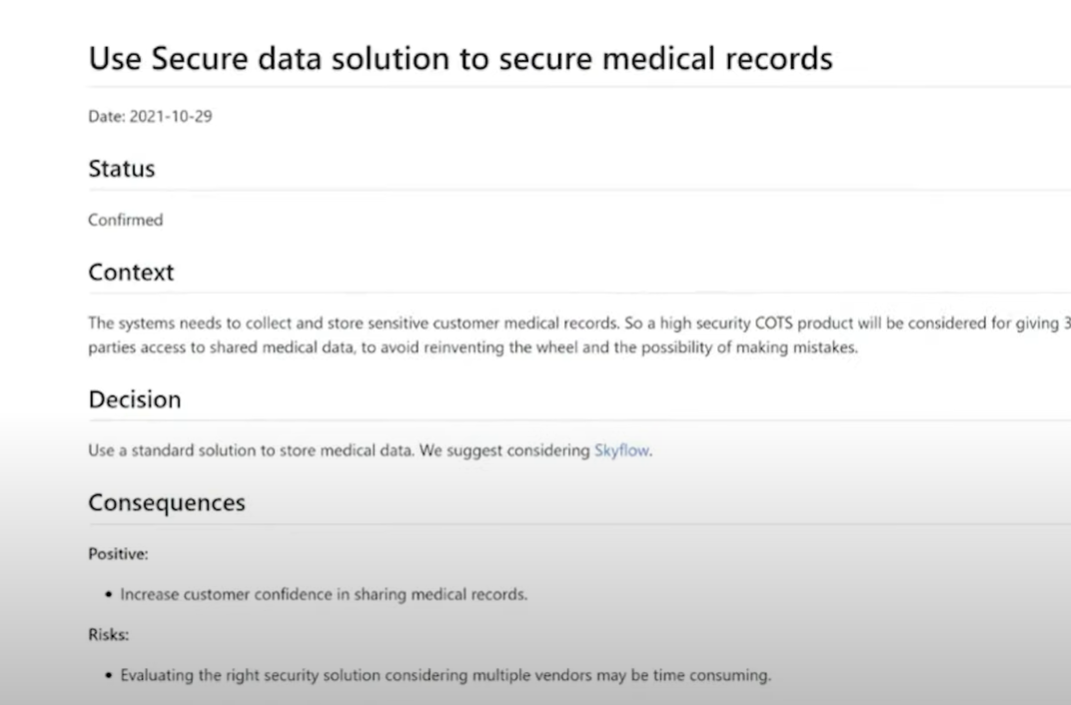 Use Secure data solution to secure medical records
Date: 2021-10-29
Status
Confirmed
Context
The systems needs to collect and store sensitive customer medical records. So a high security COTS product will be considered for giving 3
parties access to shared medical data, to avoid reinventing the wheel and the possibility of making mistakes.
Decision
Use a standard solution to store medical data. We suggest considering Skyflow.
Consequences
Positive:
• Increase customer confidence in sharing medical records.
Risks:
• Evaluating the right security solution considering multiple vendors may be time consuming.